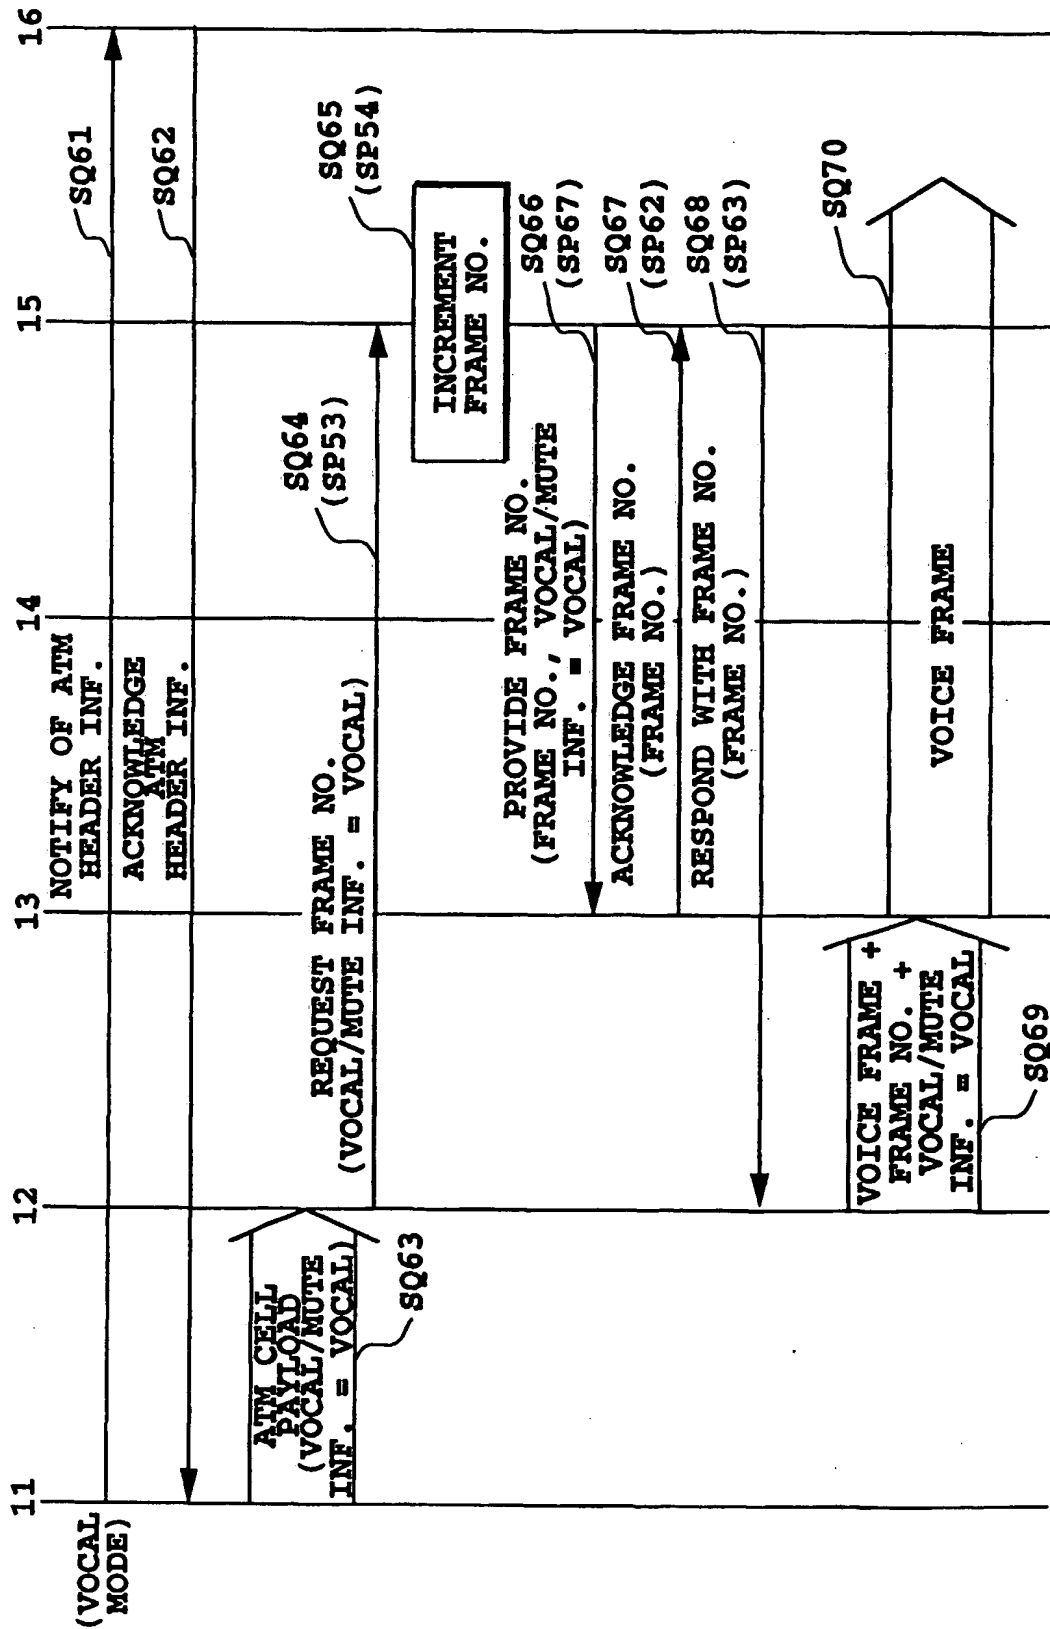 (VOCAL
MODE)
11
12
13
14
15
16
NOTIFY OF ATM
HEADER INF.
SQ61
ACKNOWLEDGE
ATM
HEADER INF.
SQ62
ATM CELL
PAYLOAD
(VOCAL/MUTE
INF. = VOCAL)
SQ63
REQUEST FRAME NO.
(VOCAL/MUTE INF. = VOCAL)
SQ64
(SP53)
INCREMENT
FRAME NO.
SQ65
(SP54)
PROVIDE FRAME NO.
(FRAME NO., VOCAL/MUTE
INF. = VOCAL)
SQ66
(SP67)
ACKNOWLEDGE FRAME NO.
(FRAME NO.)
SQ67
(SP62)
RESPOND WITH FRAME NO.
(FRAME NO.)
SQ68
(SP63)
VOICE FRAME +
FRAME NO. +
VOCAL/MUTE
INF. = VOCAL
SQ69
VOICE FRAME
SQ70